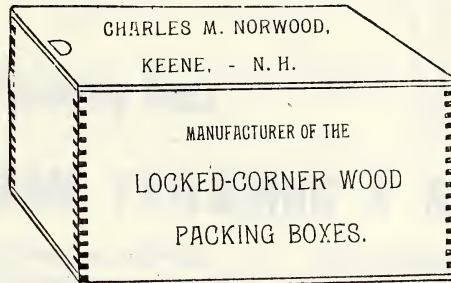 CHARLES M. NORWOOD,
KEENE, - N. H.
MANUFACTURER OF THE
LOCKED-CORNER WOOD
PACKING BOXES.